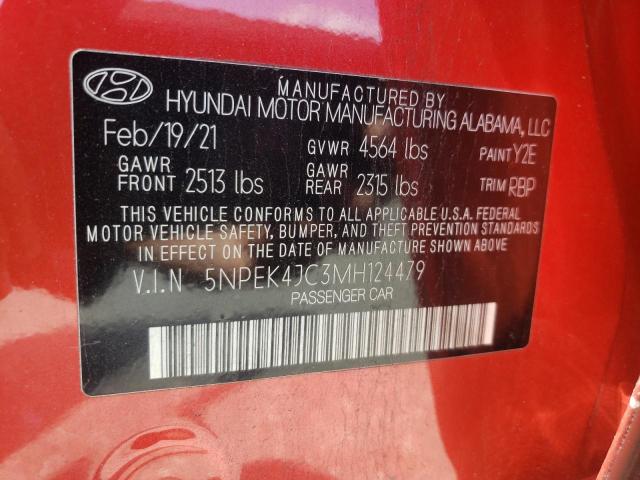 MANUFACTURED BY
HYUNDAI MOTOR MANUFACTURING ALABAMA, LLC
Feb/19/21 GVWR 4564 lbs PAINT Y2E
GAWR FRONT 2513 lbs GAWR REAR 2315 lbs TRIM RBP
THIS VEHICLE CONFORMS TO ALL APPLICABLE U.S.A. FEDERAL
MOTOR VEHICLE SAFETY, BUMPER, AND THEFT PREVENTION STANDARDS
IN EFFECT ON THE DATE OF MANUFACTURE SHOWN ABOVE.
V.I.N 5NPEK4JC3MH124479
PASSENGER CAR